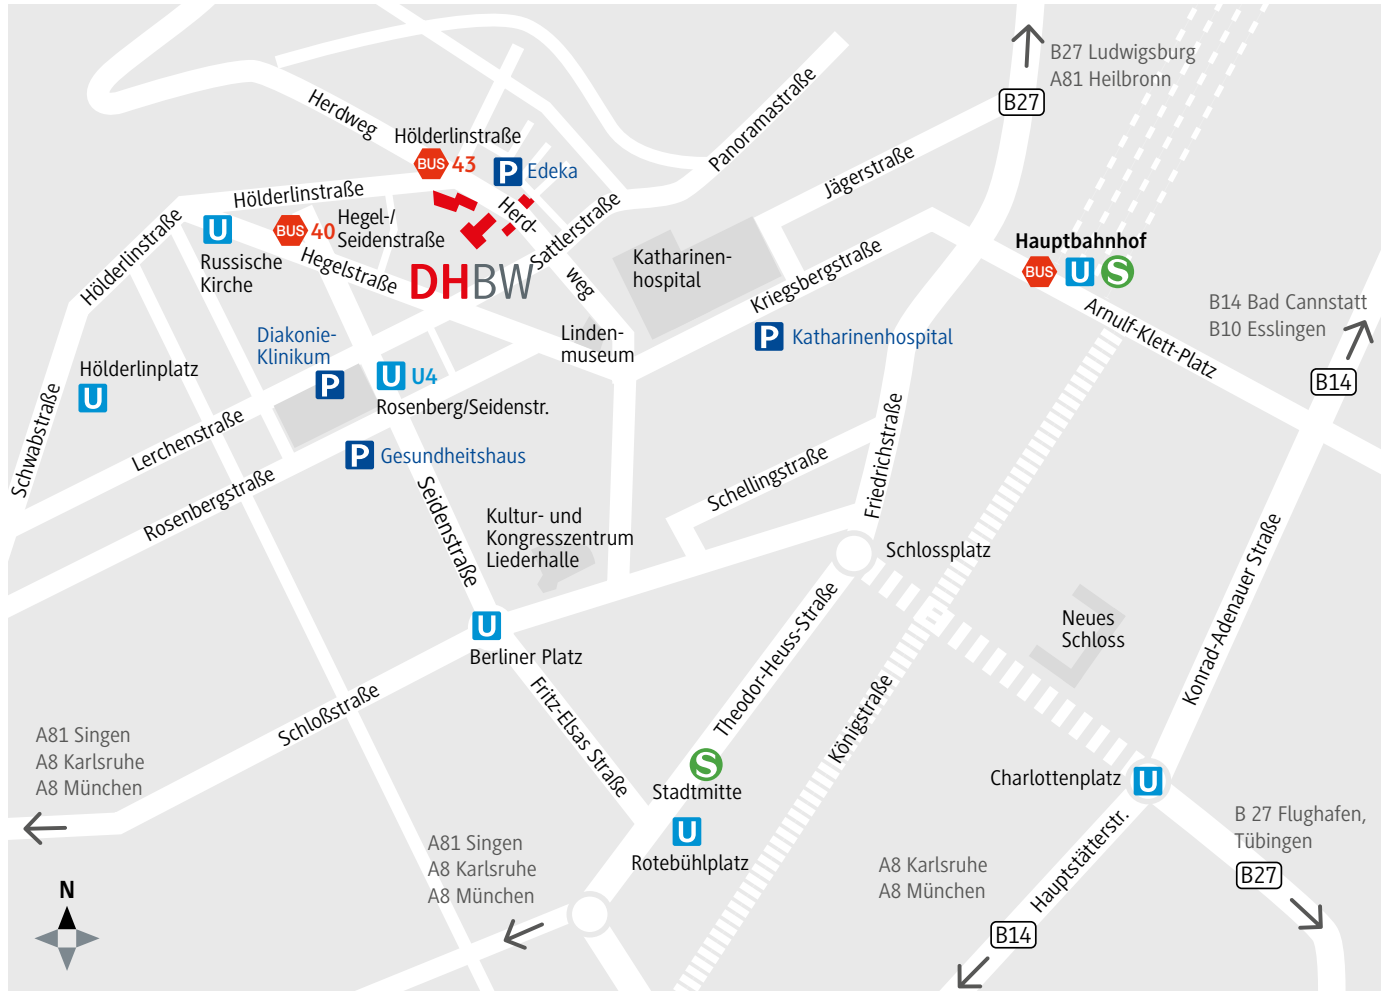 B27 Ludwigsburg
A81 Heilbronn
B27
Herdweg
Hölderlinstraße
BUS 43
P Edeka
Panoramastraße
Jägerstraße
Hölderlinstraße
Hölderlinstraße
U
Russische
Kirche
BUS 40
Hegel-/
Seidenstraße
Hegelstraße
Herd-
weg
Sattlerstraße
DHBW
Katharinen-
hospital
Kriegsbergstraße
Hauptbahnhof
BUS U S
Arnulf-Klett-Platz
B14 Bad Cannstatt
B10 Esslingen
B14
Diakonie-
Klinikum
P
Linden-
museum
P Katharinenhospital
Hölderlinplatz
U
U U4
Rosenberg/Seidenstr.
Schwabstraße
Lerchenstraße
P Gesundheitshaus
Rosenbergstraße
Seidenstraße
Schellingstraße
Friedrichstraße
Kultur- und
Kongresszentrum
Liederhalle
Schlossplatz
Konrad-Adenauer Straße
Neues
Schloss
U
Berliner Platz
Theodor-Heuss-Straße
Königstraße
Schloßstraße
Fritz-Elsas Straße
A81 Singen
A8 Karlsruhe
A8 München
S
Stadtmitte
U
Rotebühlplatz
Charlottenplatz
U
B 27 Flughafen,
Tübingen
B27
Hauptstätterstr.
A81 Singen
A8 Karlsruhe
A8 München
A8 Karlsruhe
A8 München
B14
N